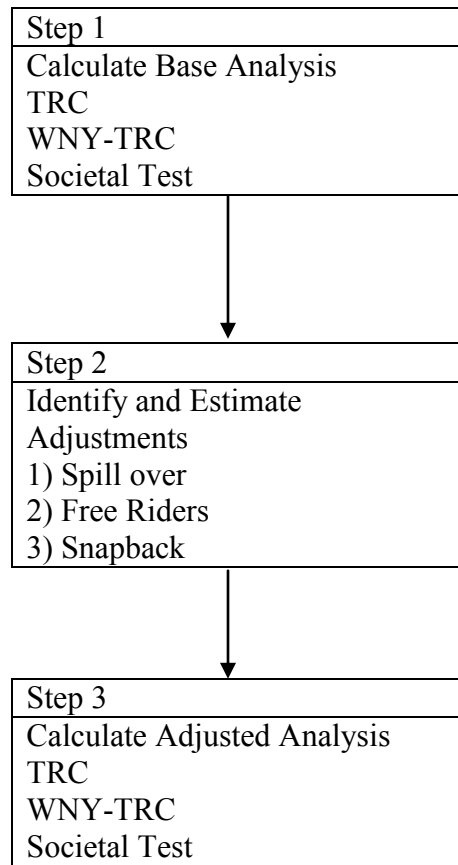 Step 1
Calculate Base Analysis
TRC
WNY-TRC
Societal Test
Step 2
Identify and Estimate
Adjustments
1) Spill over
2) Free Riders
3) Snapback
Step 3
Calculate Adjusted Analysis
TRC
WNY-TRC
Societal Test